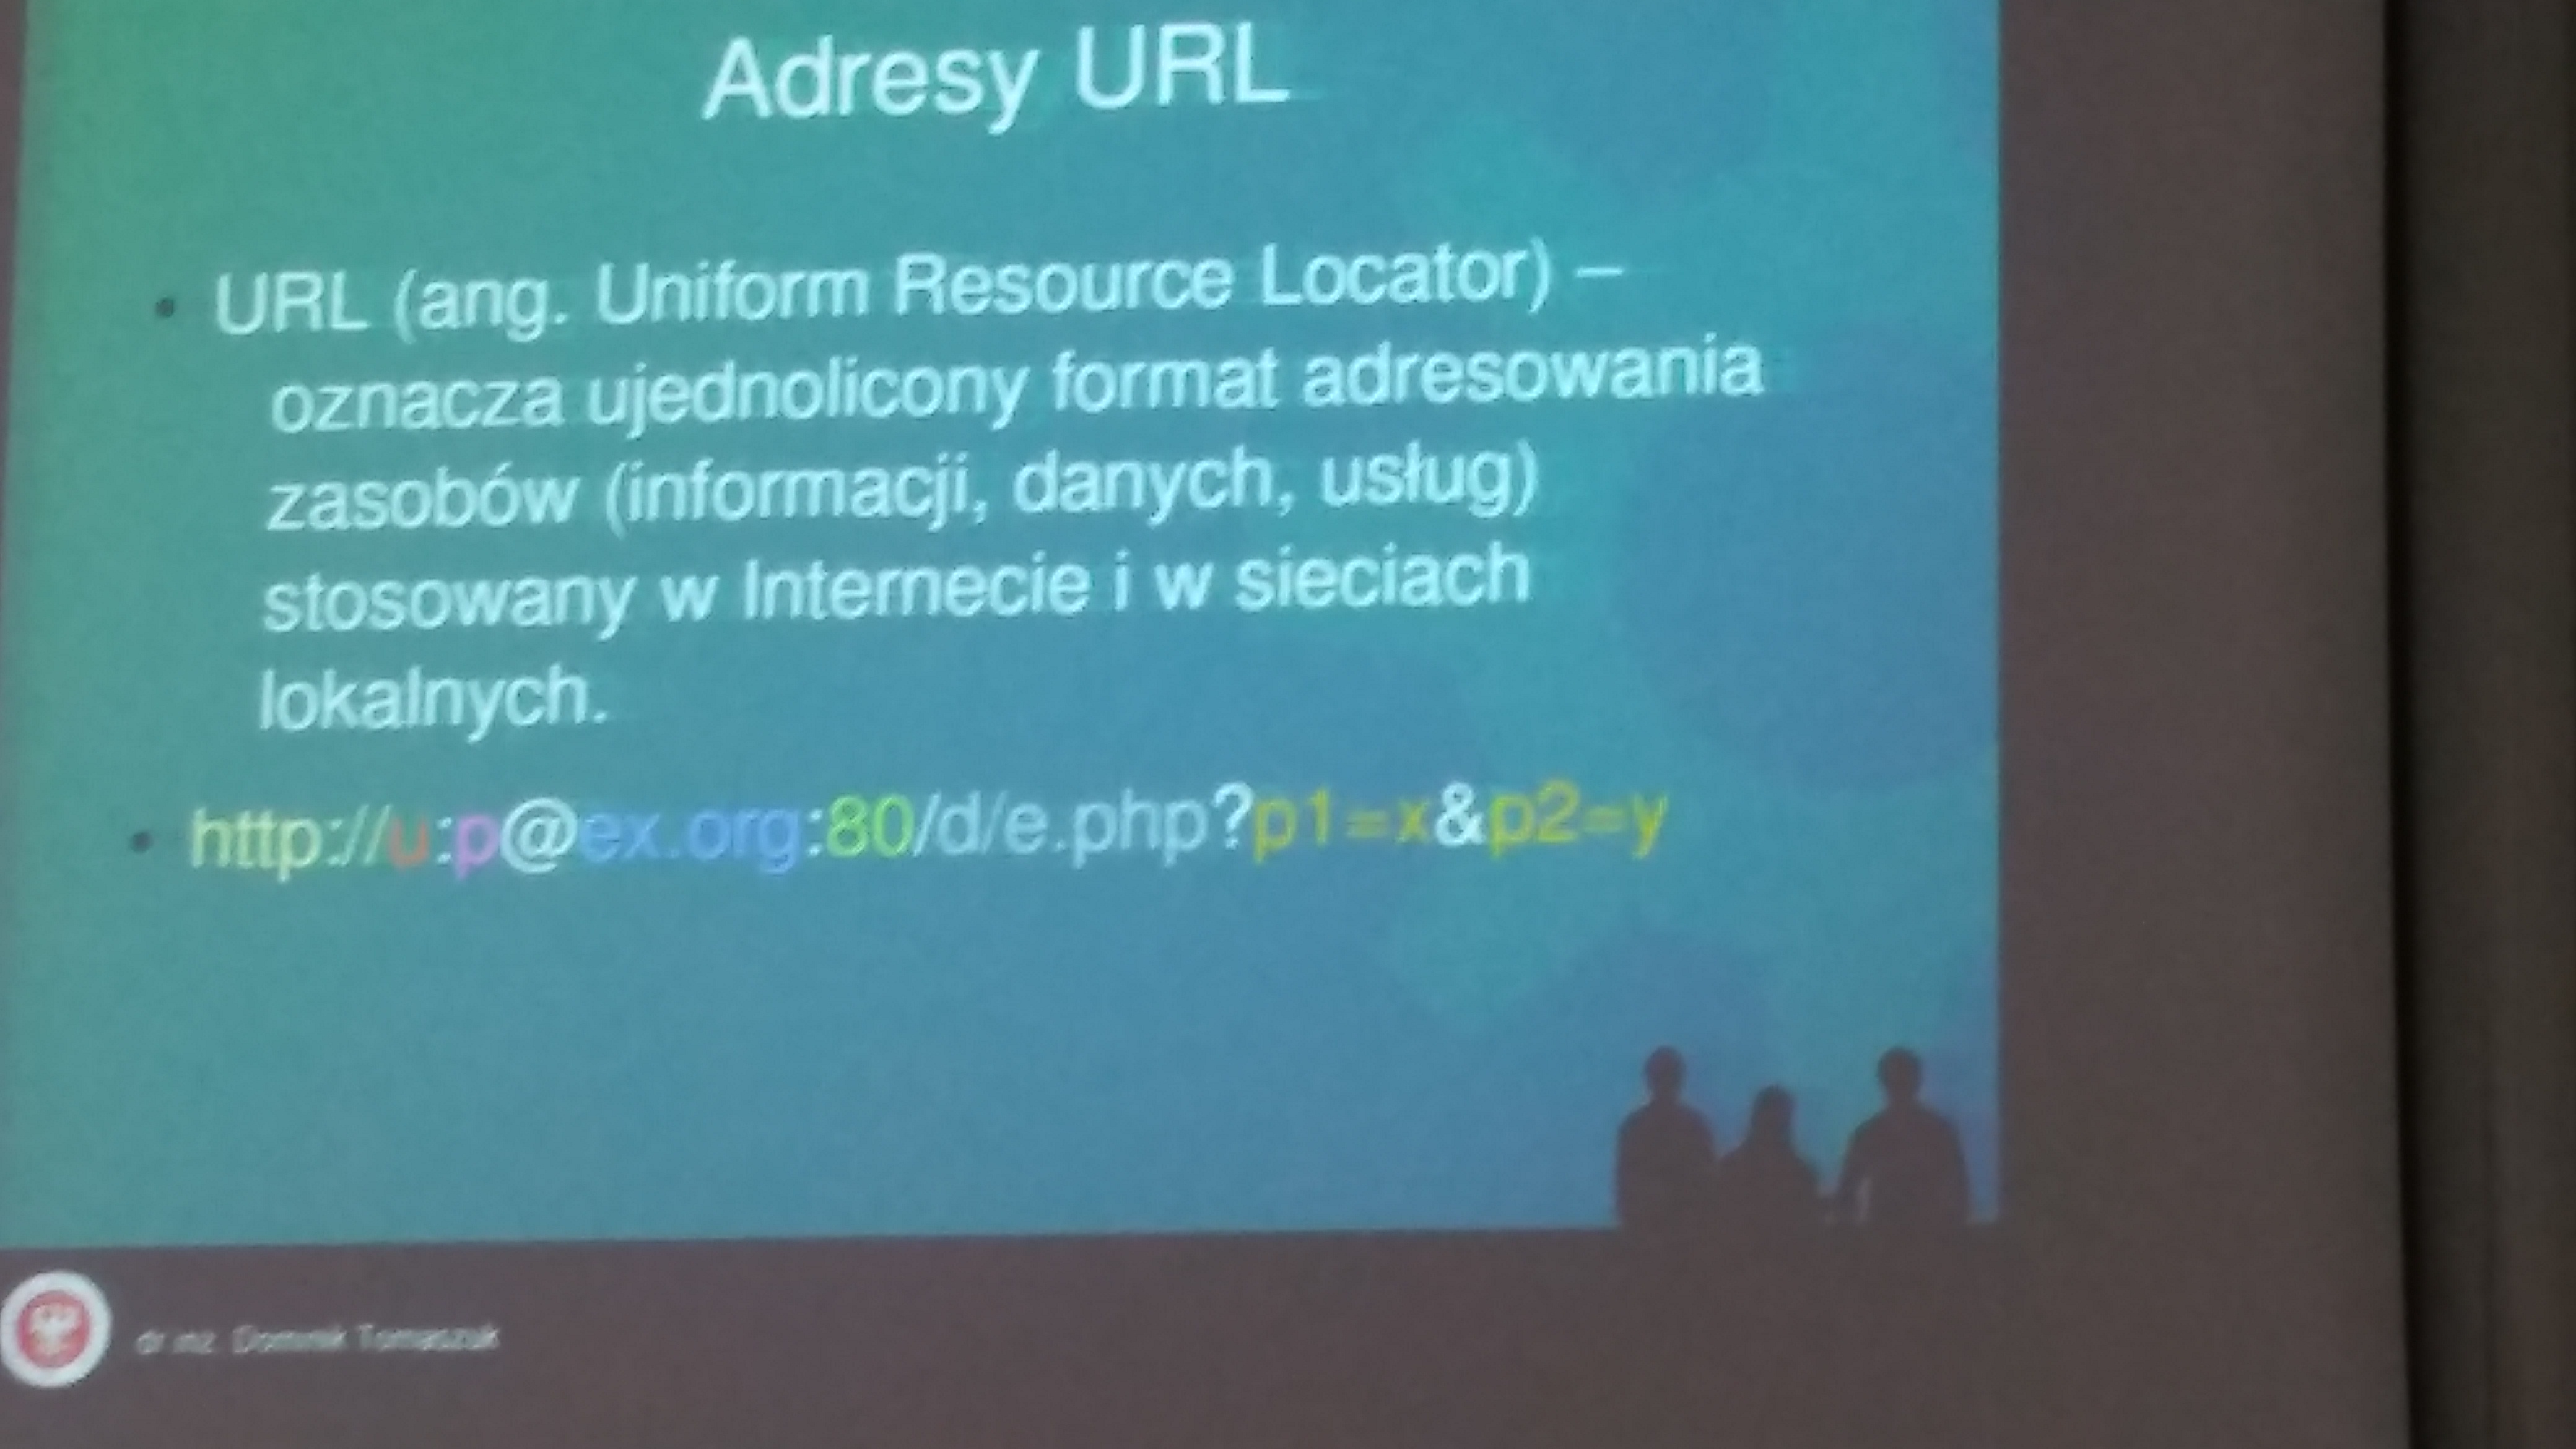 Adresy URL
• URL (ang. Uniform Resource Locator) –
oznacza ujednolicony format adresowania
zasobów (informacji, danych, usług)
stosowany w Internecie i w sieciach
lokalnych.
• http://u:p@ex.org:80/d/e.php?p1=x&p2=y
dr inż. Dominik Tomaszuk